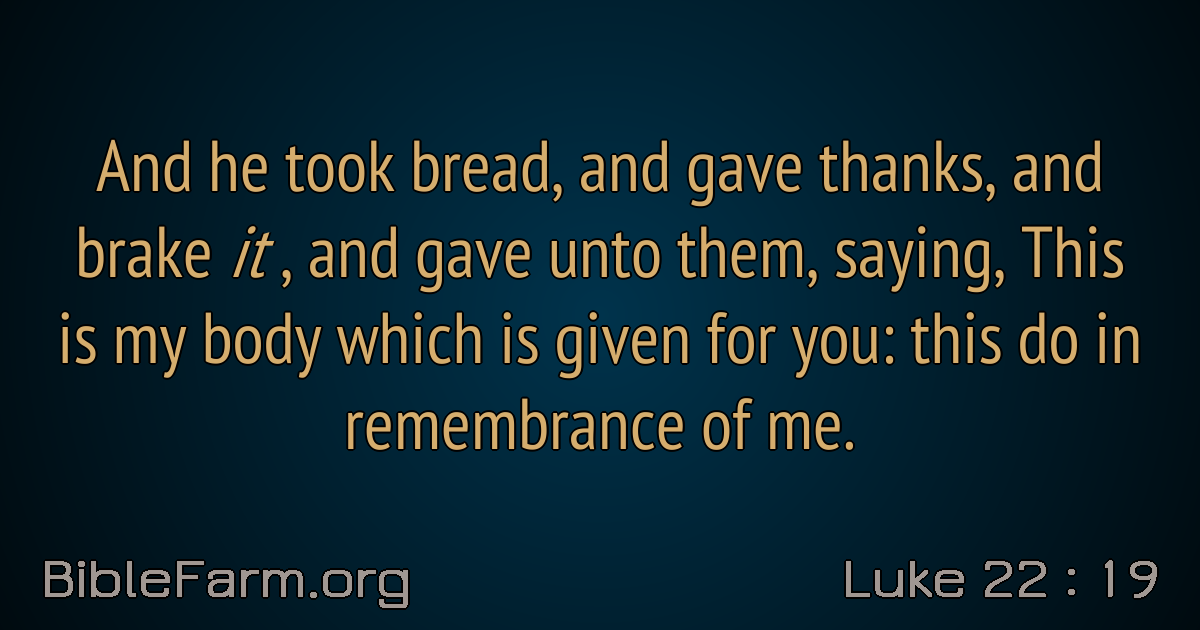 And he took bread, and gave thanks, and
brake it , and gave unto them, saying, This
is my body which is given for you: this do in
remembrance of me.
BibleFarm.org
Luke 22 : 19